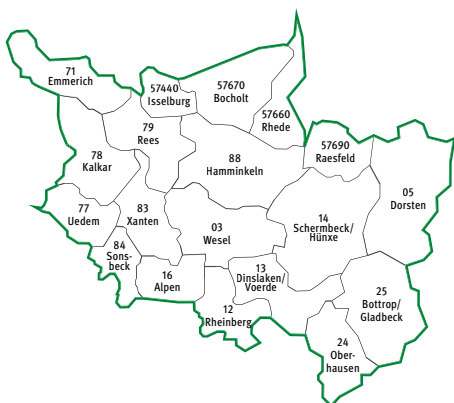 71
Emmerich
57440
Isselburg
57670
Bocholt
57660
Rhede
79
Rees
78
Kalkar
88
Hamminkeln
57690
Raesfeld
05
Dorsten
77
Uedem
83
Xanten
03
Wesel
14
Schermbeck/
Hünxe
84
Sons-
beck
16
Alpen
13
Dinslaken/
Voerde
12
Rheinberg
25
Bottrop/
Gladbeck
24
Ober-
hausen